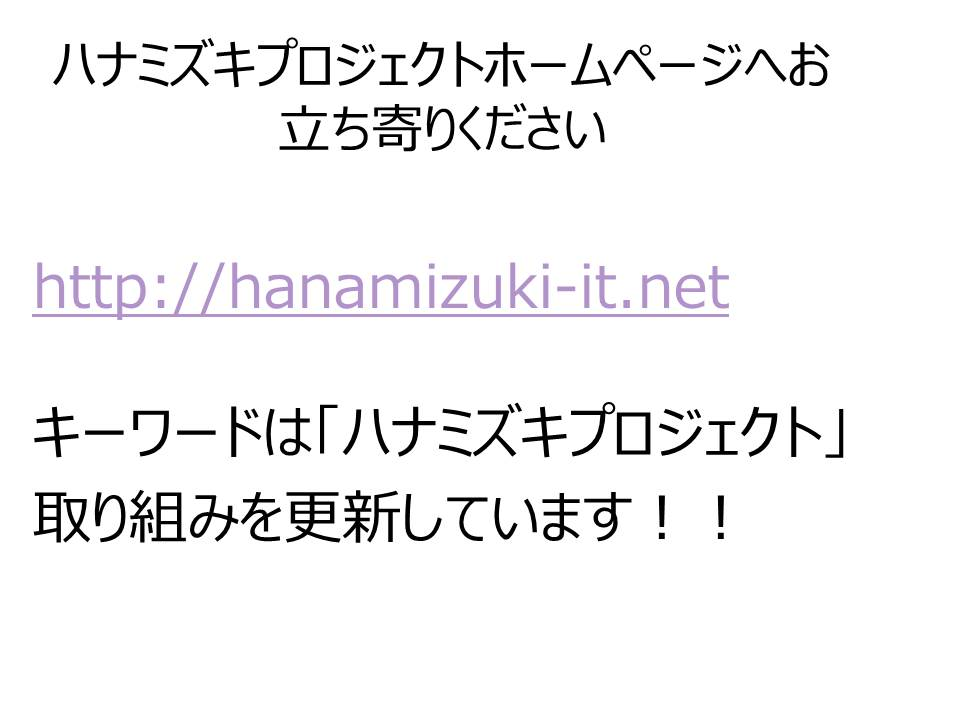 ハナミズキプロジェクトホームページへお
立ち寄りください
http://hanamizuki-it.net
キーワードは「ハナミズキプロジェクト」
取り組みを更新しています！！